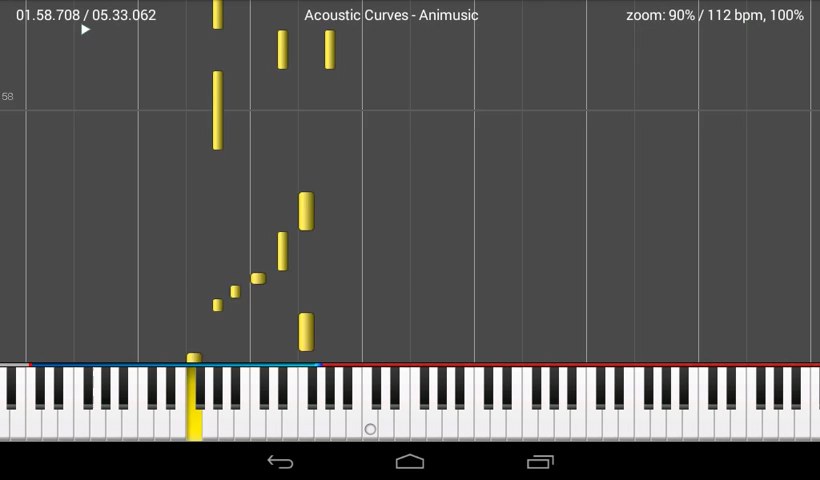 01.58.708 / 05.33.062
Acoustic Curves - Animusic
zoom: 90% / 112 bpm, 100%
58